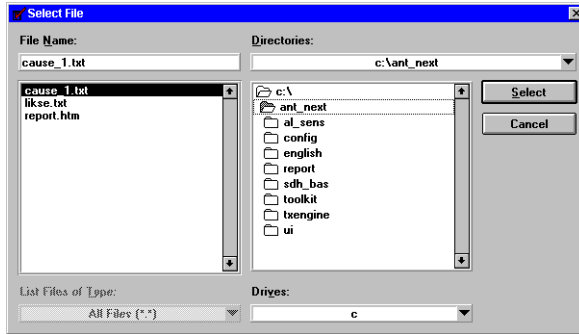 Select File
File Name:
cause_1.txt
cause_1.txt
likse.txt
report.htm
List Files of Type:
All Files (*.*)
Directories:
c:\ant_next
c:\
ant_next
al_sens
config
english
report
sdh_bas
toolkit
txengine
ui
Drives:
c
Select
Cancel